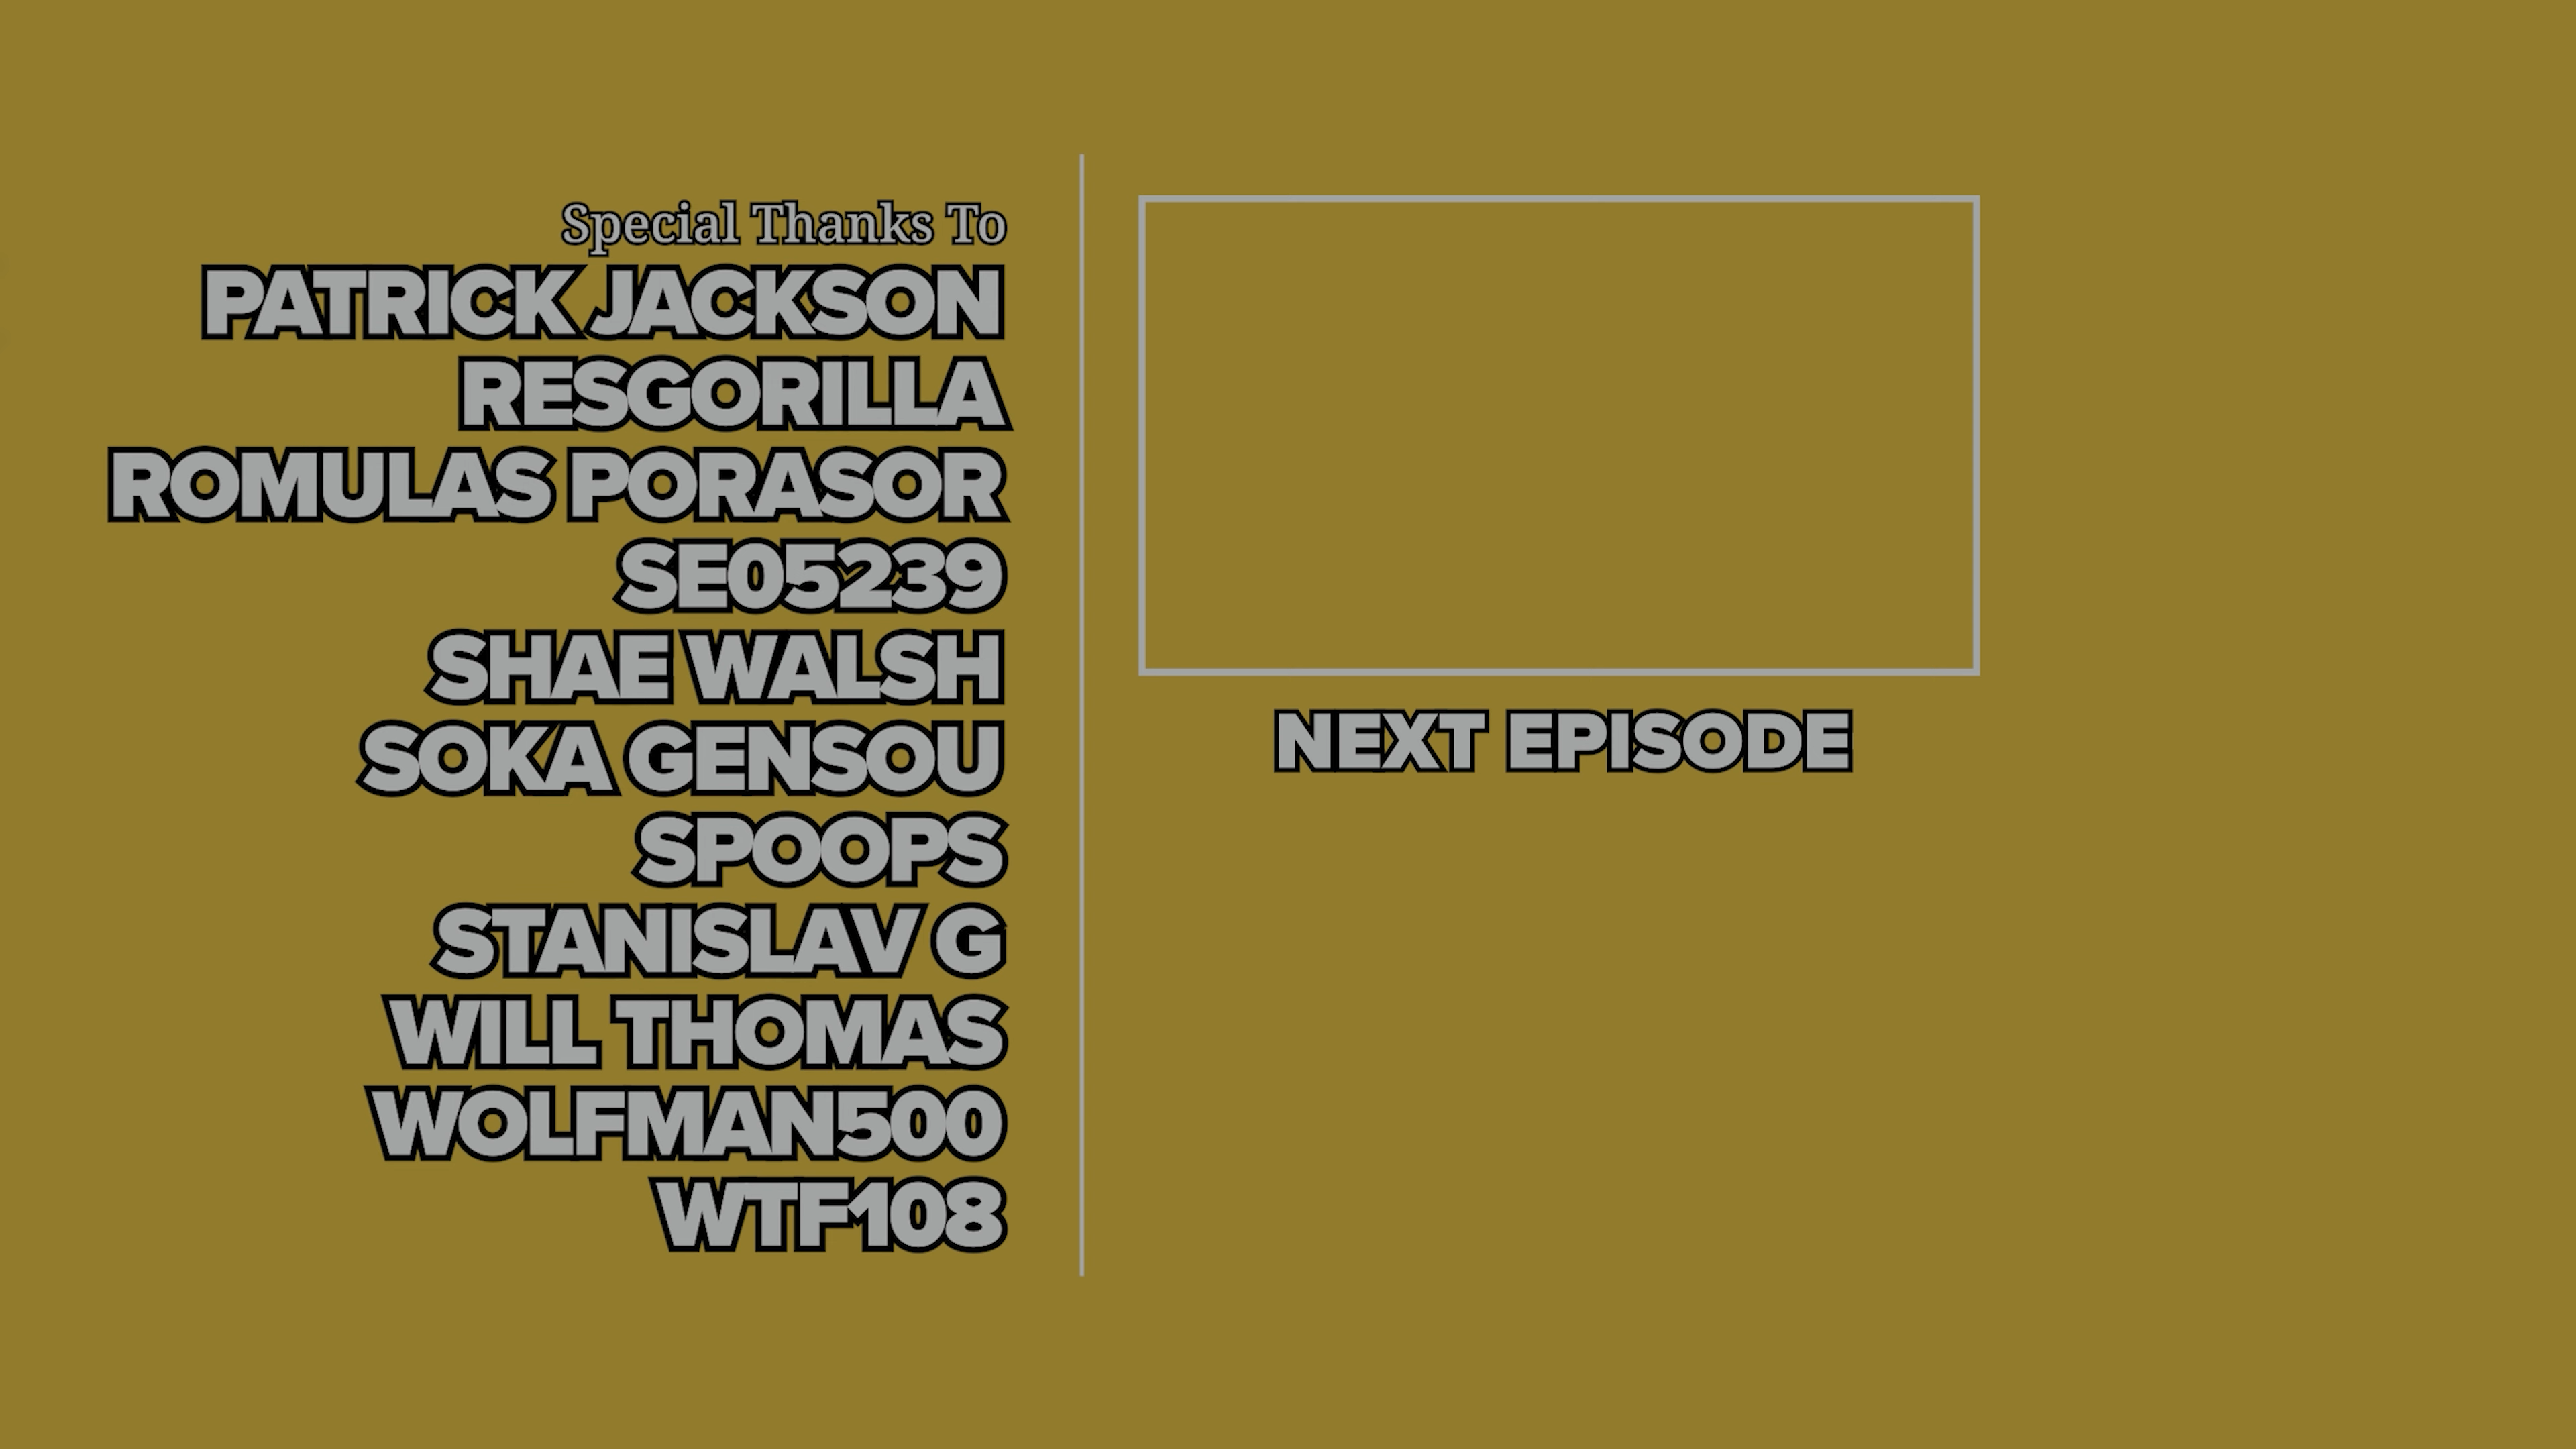 Special Thanks To
PATRICK JACKSON
RESGORILLA
ROMULAS PORASOR
SE05239
SHAE WALSH
SOKA GENSOU
SPOOPS
STANISLAV G
WILL THOMAS
WOLFMAN500
WTF108
NEXT EPISODE